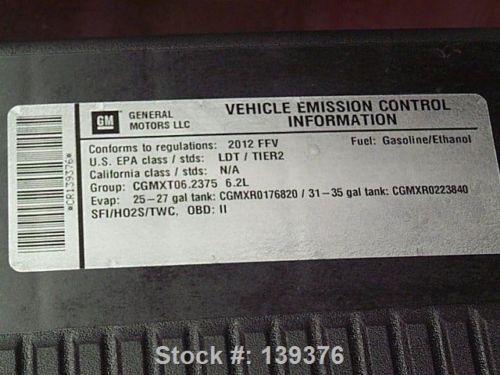 GM
GENERAL
MOTORS LLC
VEHICLE EMISSION CONTROL
INFORMATION
Conforms to regulations: 2012 FFV
Fuel: Gasoline/Ethanol
U.S. EPA class / stds: LDT / TIER2
California class / stds: N/A
Group: CGMXT06.2375 6.2L
Evap: 25-27 gal tank: CGMXR0176820 / 31-35 gal tank: CGMXR0223840
SFI/HO2S/TWC, OBD: II
*CR139376*
Stock #: 139376